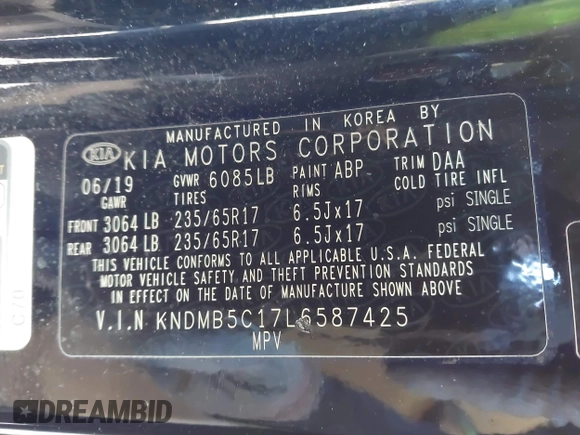 MANUFACTURED IN KOREA BY
KIA KIA MOTORS CORPORATION
06/19 GVWR 6085LB PAINT ABP TRIM DAA
GAWR TIRES RIMS COLD TIRE INFL
FRONT 3064 LB 235/65R17 6.5Jx17 psi SINGLE
REAR 3064 LB 235/65R17 6.5Jx17 psi SINGLE
THIS VEHICLE CONFORMS TO ALL APPLICABLE U.S.A. FEDERAL
MOTOR VEHICLE SAFETY AND THEFT PREVENTION STANDARDS
IN EFFECT ON THE DATE OF MANUFACTURE SHOWN ABOVE.
V.I.N KNDMB5C17L6587425
MPV
C70
DREAMBID